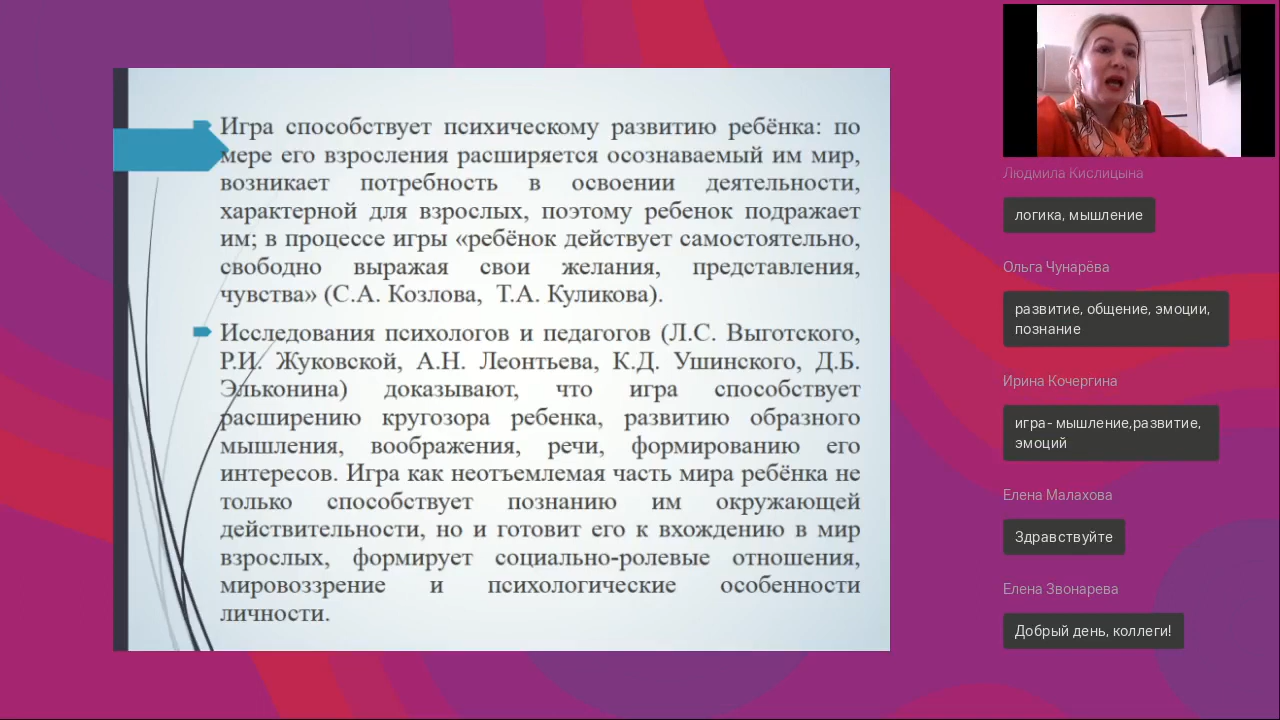 Игра способствует психическому развитию ребёнка: по
мере его взросления расширяется осознаваемый им мир,
возникает потребность в освоении деятельности,
характерной для взрослых, поэтому ребенок подражает
им; в процессе игры «ребёнок действует самостоятельно,
свободно выражая свои желания, представления,
чувства» (С.А. Козлова, Т.А. Куликова).
Исследования психологов и педагогов (Л.С. Выготского,
Р.И. Жуковской, А.Н. Леонтьева, К.Д. Ушинского, Д.Б.
Эльконина) доказывают, что игра способствует
расширению кругозора ребенка, развитию образного
мышления, воображения, речи, формированию его
интересов. Игра как неотъемлемая часть мира ребёнка не
только способствует познанию им окружающей
действительности, но и готовит его к вхождению в мир
взрослых, формирует социально-ролевые отношения,
мировоззрение и психологические особенности
личности.
Людмила Кислицына
логика, мышление
Ольга Чунарёва
развитие, общение, эмоции,
познание
Ирина Кочергина
игра- мышление,развитие,
эмоций
Елена Малахова
Здравствуйте
Елена Звонарева
Добрый день, коллеги!